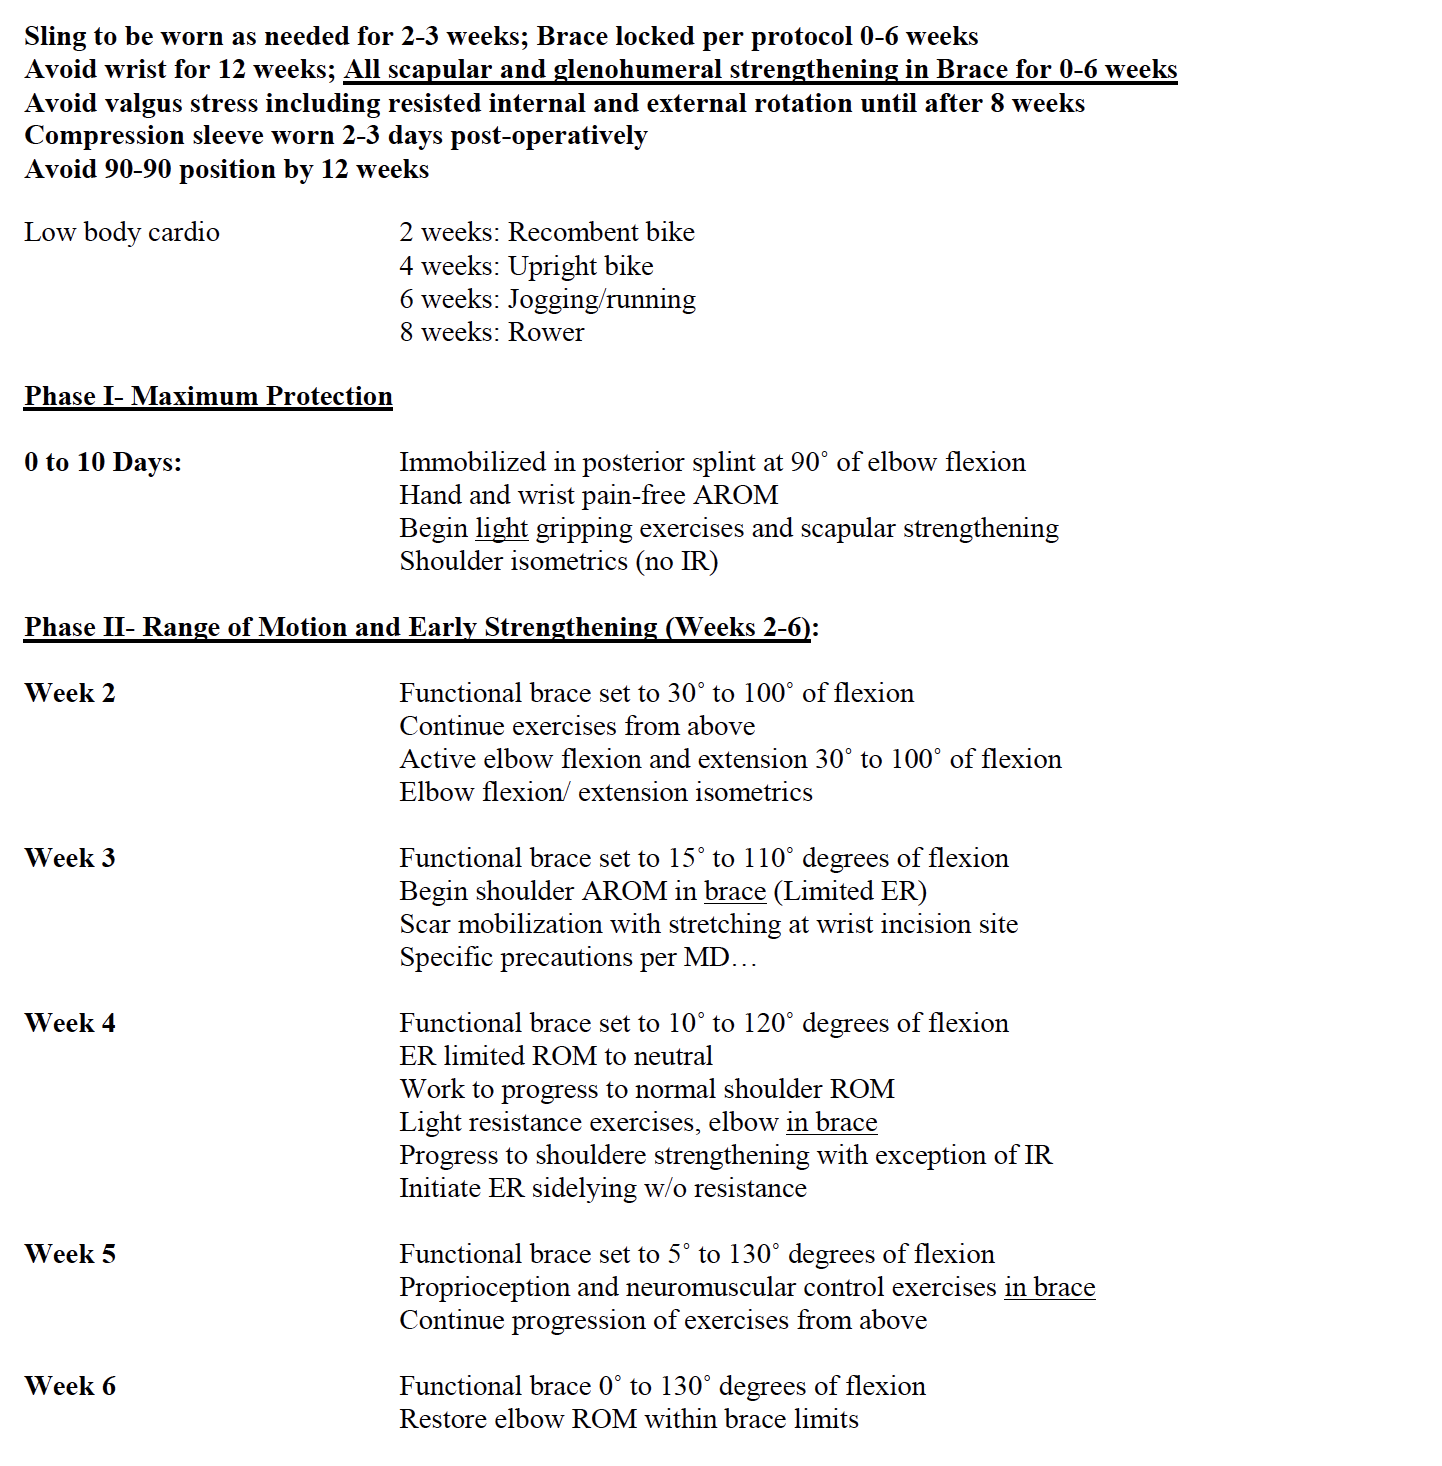 Sling to be worn as needed for 2-3 weeks; Brace locked per protocol 0-6 weeks
Avoid wrist for 12 weeks; All scapular and glenohumeral strengthening in Brace for 0-6 weeks
Avoid valgus stress including resisted internal and external rotation until after 8 weeks
Compression sleeve worn 2-3 days post-operatively
Avoid 90-90 position by 12 weeks
Low body cardio 2 weeks: Recombent bike
4 weeks: Upright bike
6 weeks: Jogging/running
8 weeks: Rower
Phase I- Maximum Protection
0 to 10 Days: Immobilized in posterior splint at 90˚ of elbow flexion
Hand and wrist pain-free AROM
Begin light gripping exercises and scapular strengthening
Shoulder isometrics (no IR)
Phase II- Range of Motion and Early Strengthening (Weeks 2-6):
Week 2 Functional brace set to 30˚ to 100˚ of flexion
Continue exercises from above
Active elbow flexion and extension 30˚ to 100˚ of flexion
Elbow flexion/ extension isometrics
Week 3 Functional brace set to 15˚ to 110˚ degrees of flexion
Begin shoulder AROM in brace (Limited ER)
Scar mobilization with stretching at wrist incision site
Specific precautions per MD…
Week 4 Functional brace set to 10˚ to 120˚ degrees of flexion
ER limited ROM to neutral
Work to progress to normal shoulder ROM
Light resistance exercises, elbow in brace
Progress to shouldere strengthening with exception of IR
Initiate ER sidelying w/o resistance
Week 5 Functional brace set to 5˚ to 130˚ degrees of flexion
Proprioception and neuromuscular control exercises in brace
Continue progression of exercises from above
Week 6 Functional brace 0˚ to 130˚ degrees of flexion
Restore elbow ROM within brace limits